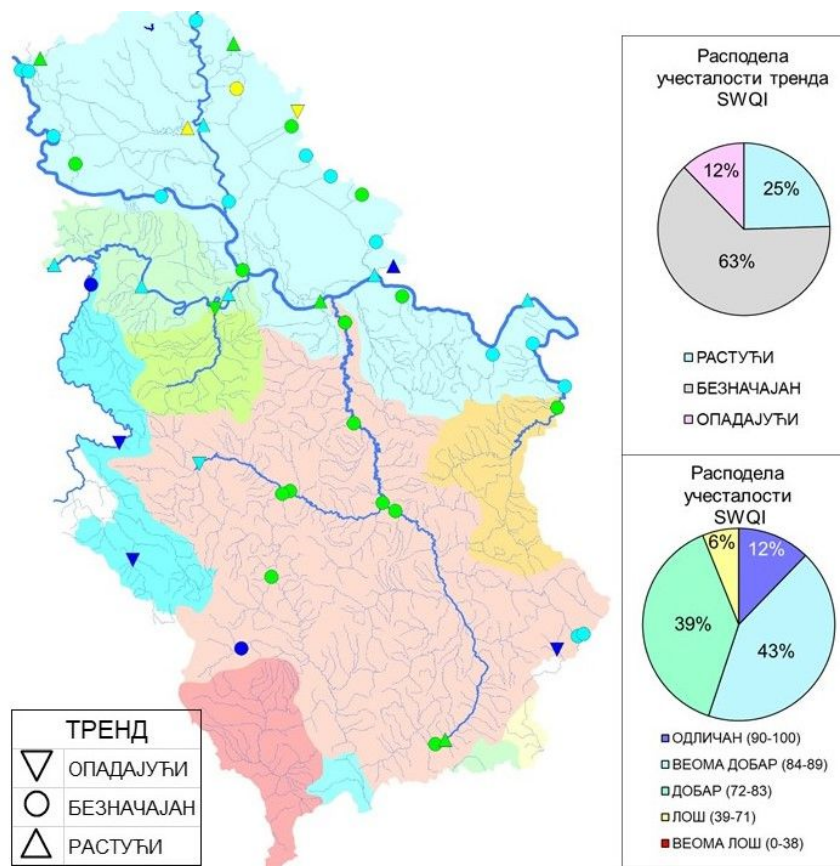 Расподела
учесталости тренда
SWQI
12%
25%
63%
РАСТУЋИ
БЕЗНАЧАЈАН
ОПАДАЈУЋИ
Расподела
учесталости
SWQI
6%
12%
39%
43%
ОДЛИЧАН (90-100)
ВЕОМА ДОБАР (84-89)
ДОБАР (72-83)
ЛОШ (39-71)
ВЕОМА ЛОШ (0-38)
ТРЕНД
ОПАДАЈУЋИ
БЕЗНАЧАЈАН
РАСТУЋИ